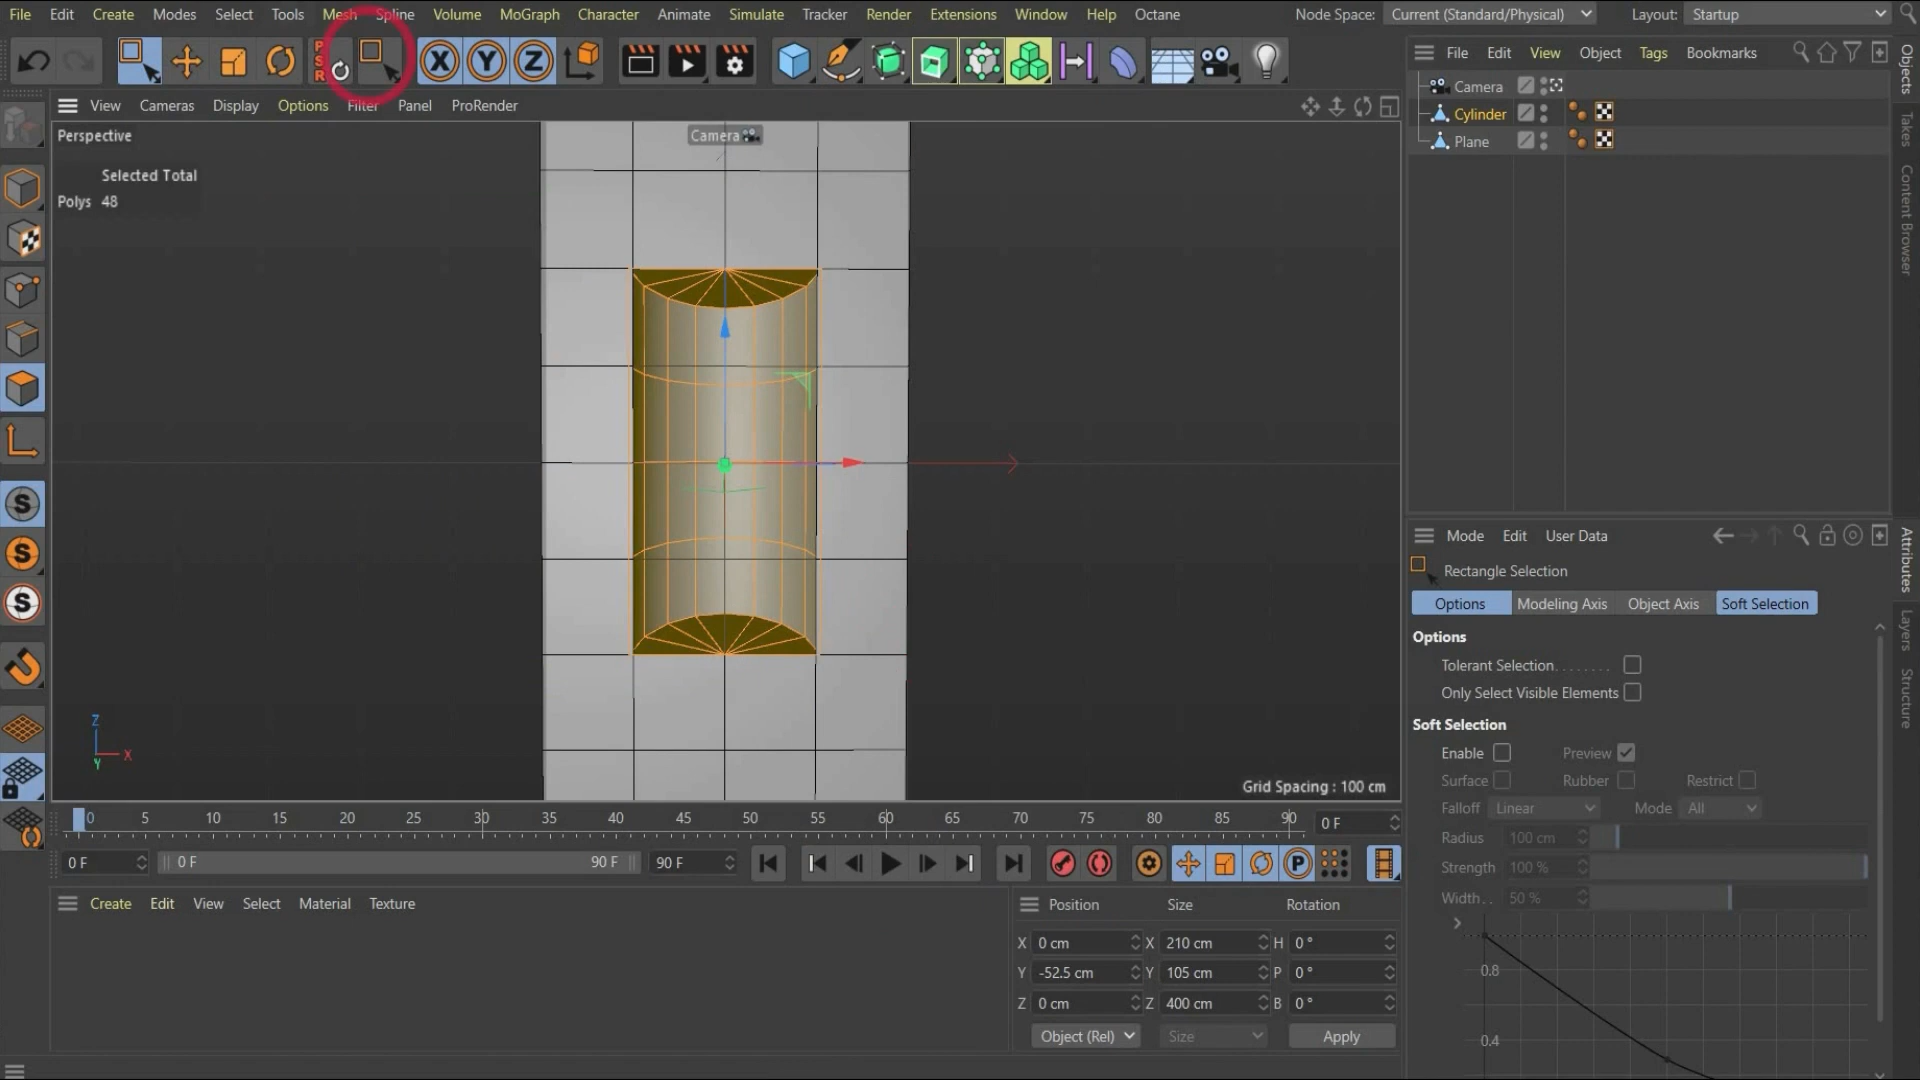 File Edit Create Modes Select Tools Mesh Spline Volume MoGraph Character Animate Simulate Tracker Render Extensions Window Help Octane Node Space: Current (Standard/Physical) Layout: Startup
PSR X Y Z
File Edit View Object Tags Bookmarks
View Cameras Display Options Filter Panel ProRender
Perspective
Camera
Selected Total
Polys 48
Camera
Cylinder
Plane
Objects
Takes
Content Browser
S
S
S
Z
X
Y
Grid Spacing : 100 cm
Mode Edit User Data
Rectangle Selection
Options Modeling Axis Object Axis Soft Selection
Options
Tolerant Selection
Only Select Visible Elements
Soft Selection
Enable Preview
Surface Rubber Restrict
Falloff Linear Mode All
Radius 100 cm
Strength 100 %
Width 50 %
0.8
0.4
Attributes
Layers
Structure
0 5 10 15 20 25 30 35 40 45 50 55 60 65 70 75 80 85 90 0 F
0 F 0 F 90 F 90 F P
Create Edit View Select Material Texture
Position Size Rotation
X 0 cm X 210 cm H 0 °
Y -52.5 cm Y 105 cm P 0 °
Z 0 cm Z 400 cm B 0 °
Object (Rel) Size Apply